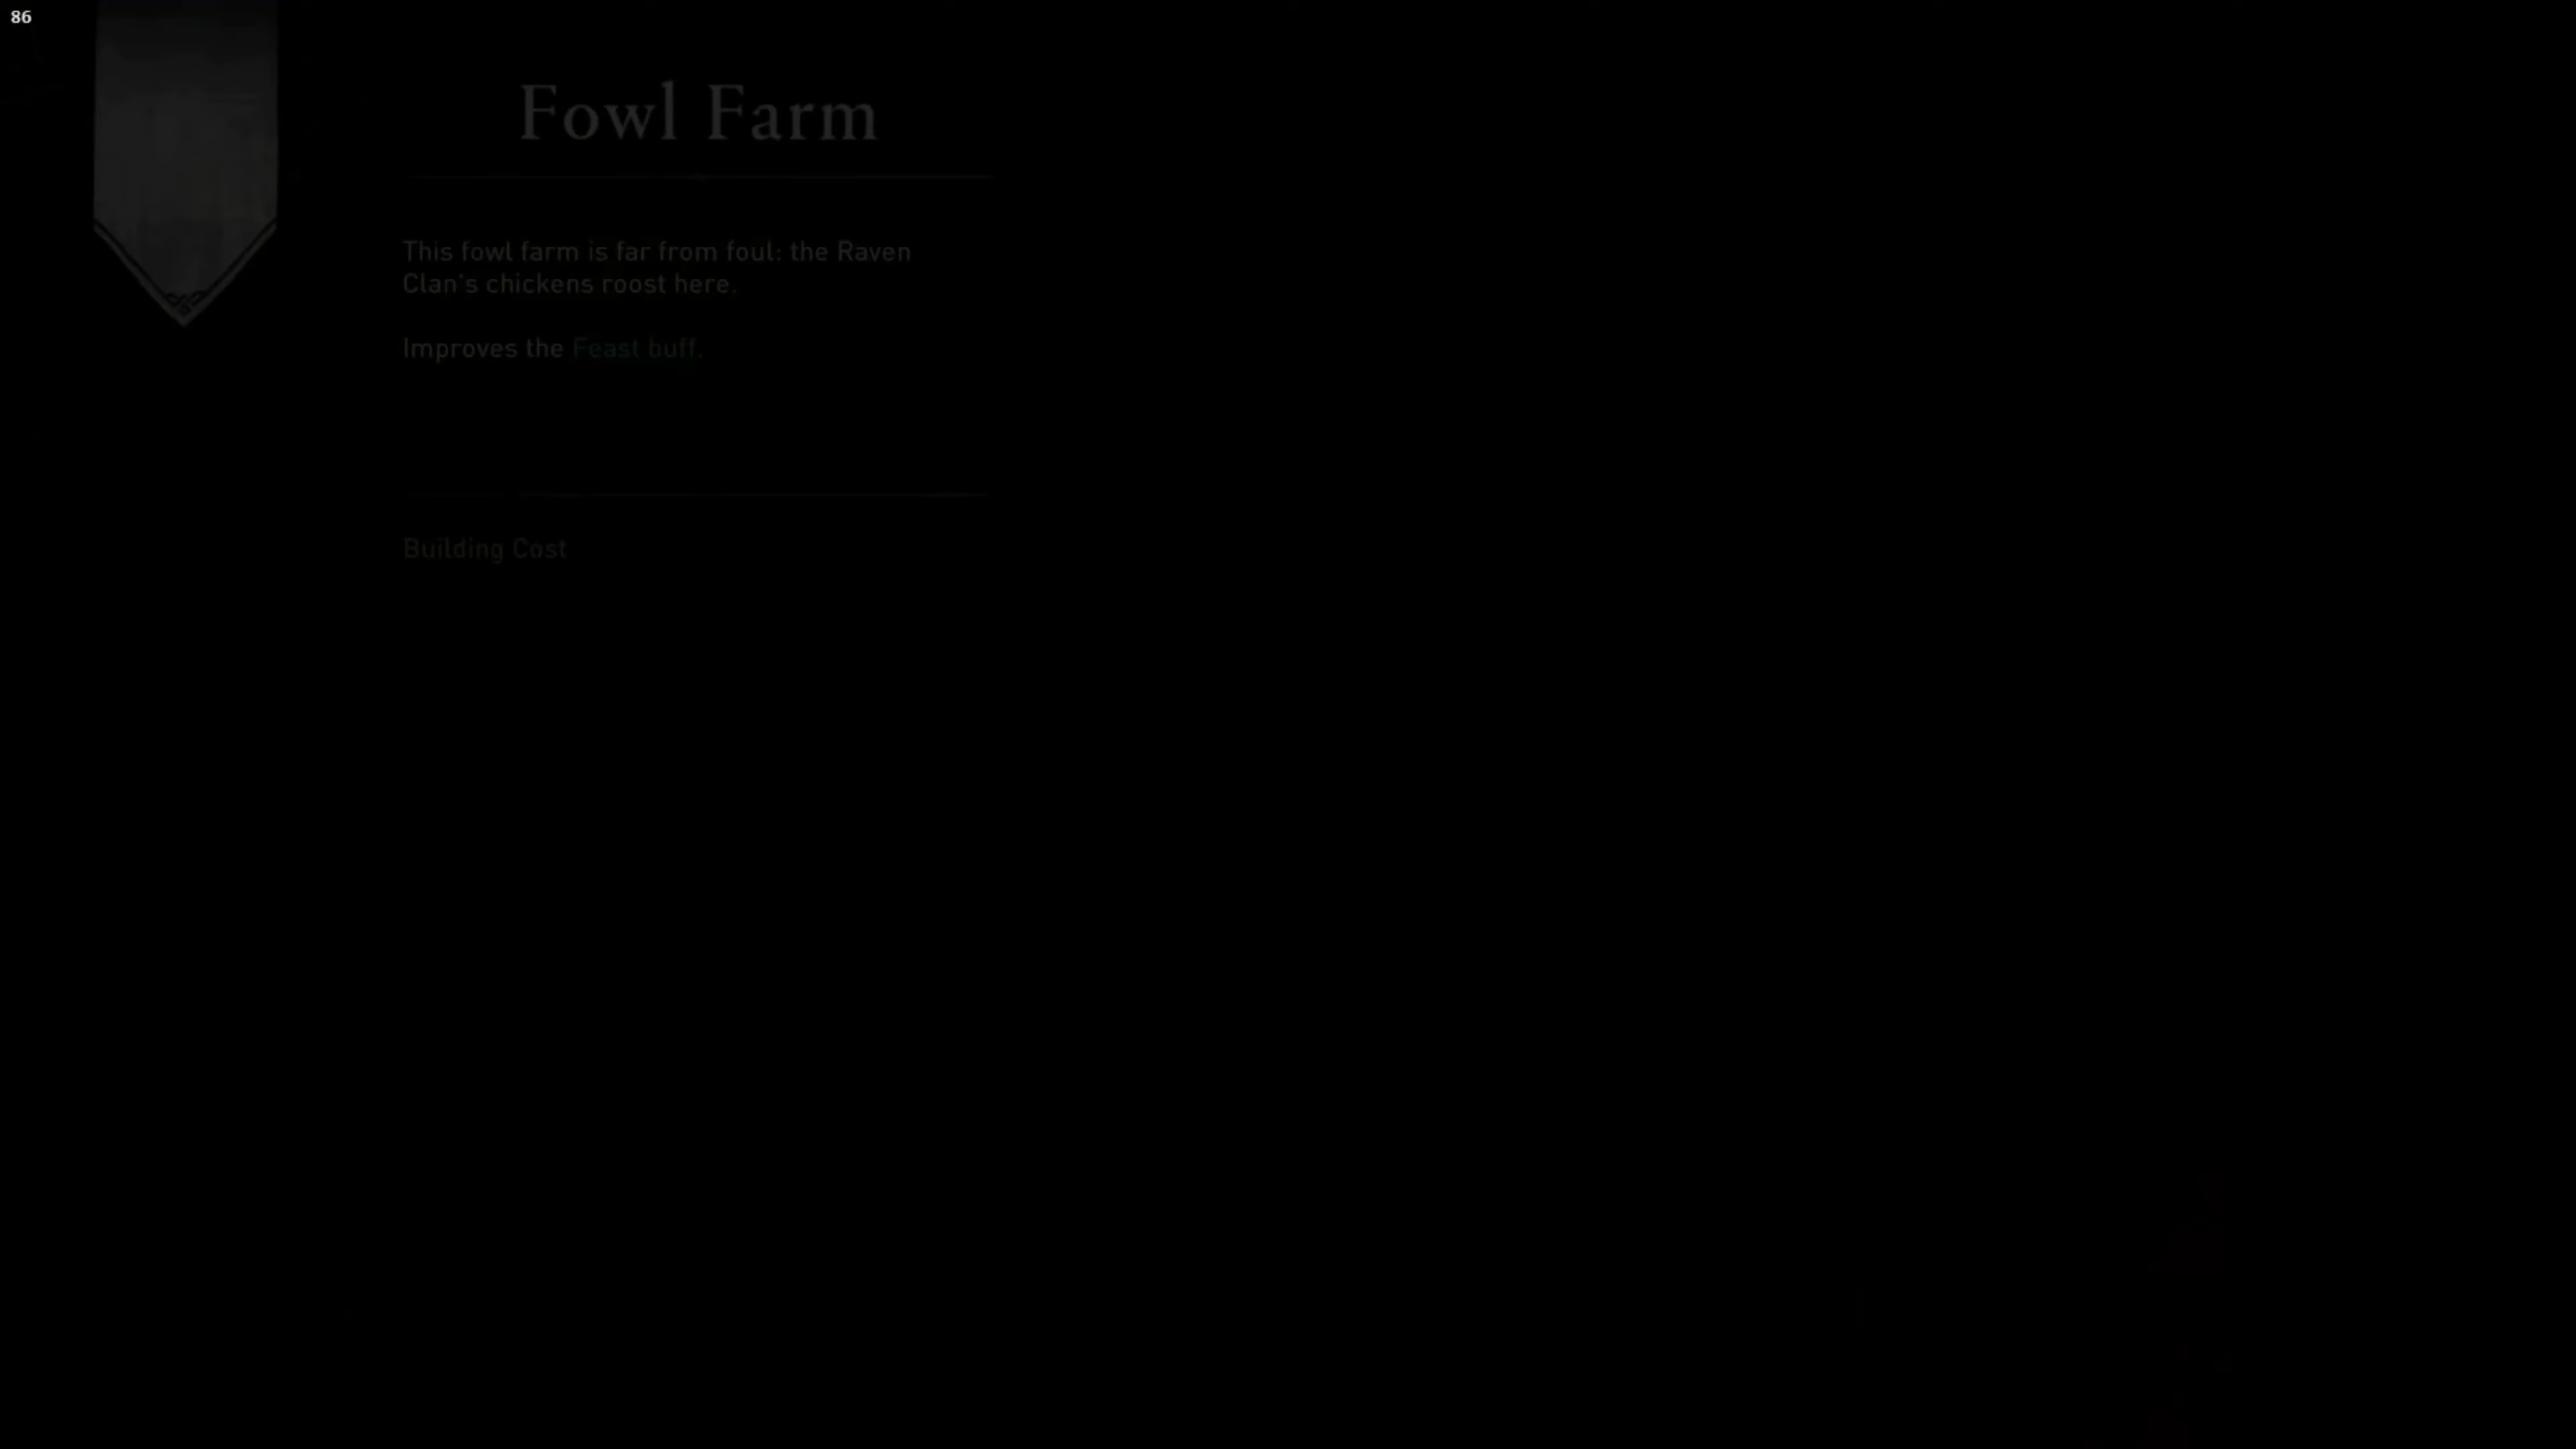 86
Fowl Farm
This fowl farm is far from foul: the Raven
Clan's chickens roost here.
Improves the Feast buff.
Building Cost